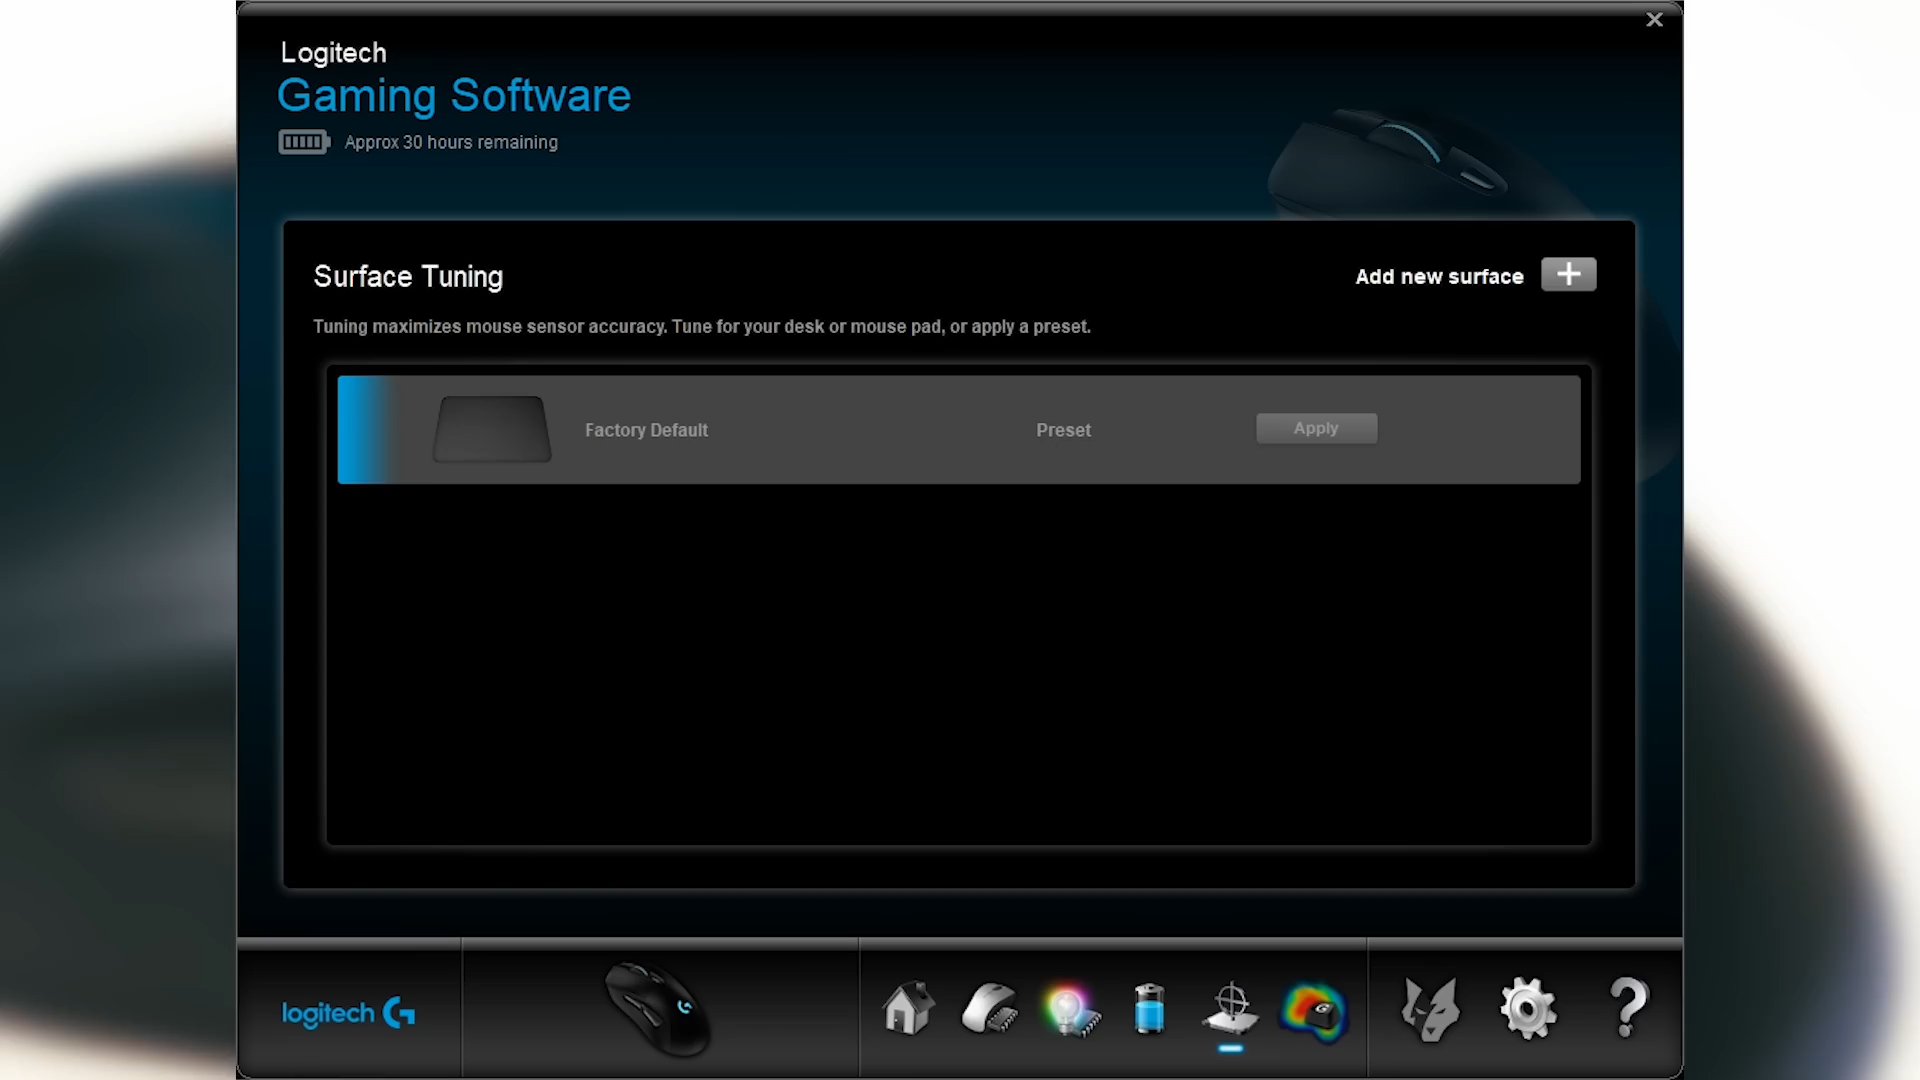 Logitech
Gaming Software
Approx 30 hours remaining
Surface Tuning
Add new surface
Tuning maximizes mouse sensor accuracy. Tune for your desk or mouse pad, or apply a preset.
Factory Default Preset Apply
logitech G